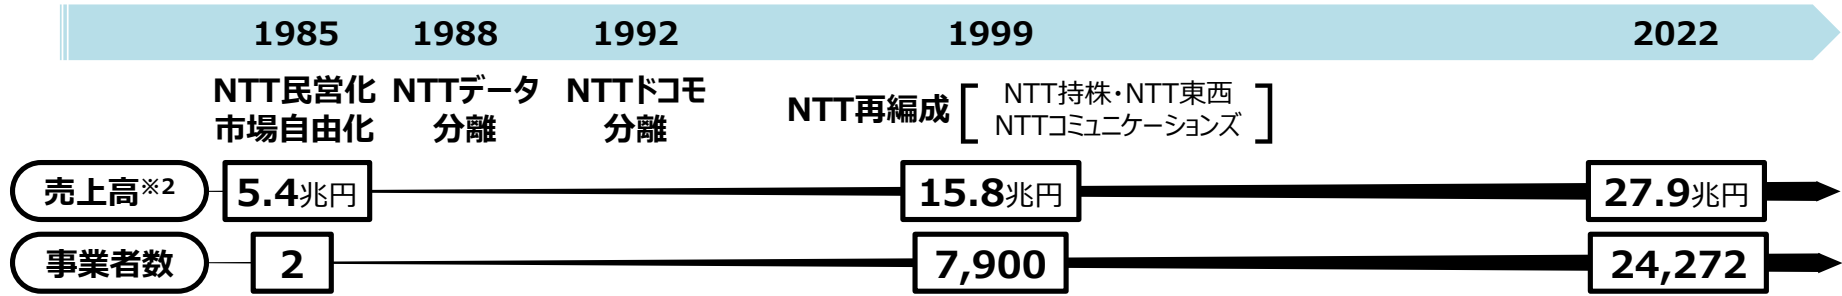 1985 1988 1992 1999 2022
NTT民営化 NTTデータ NTTドコモ
市場自由化 分離 分離
NTT再編成 [ NTT持株・NTT東西
NTTコミュニケーションズ ]
売上高※2 5.4兆円 15.8兆円 27.9兆円
事業者数 2 7,900 24,272